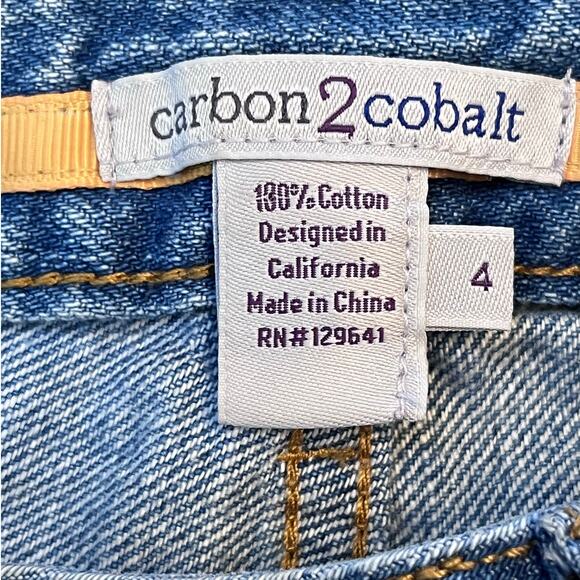 carbon2cobalt
100% Cotton
Designed in
California
Made in China
RN#129641
4